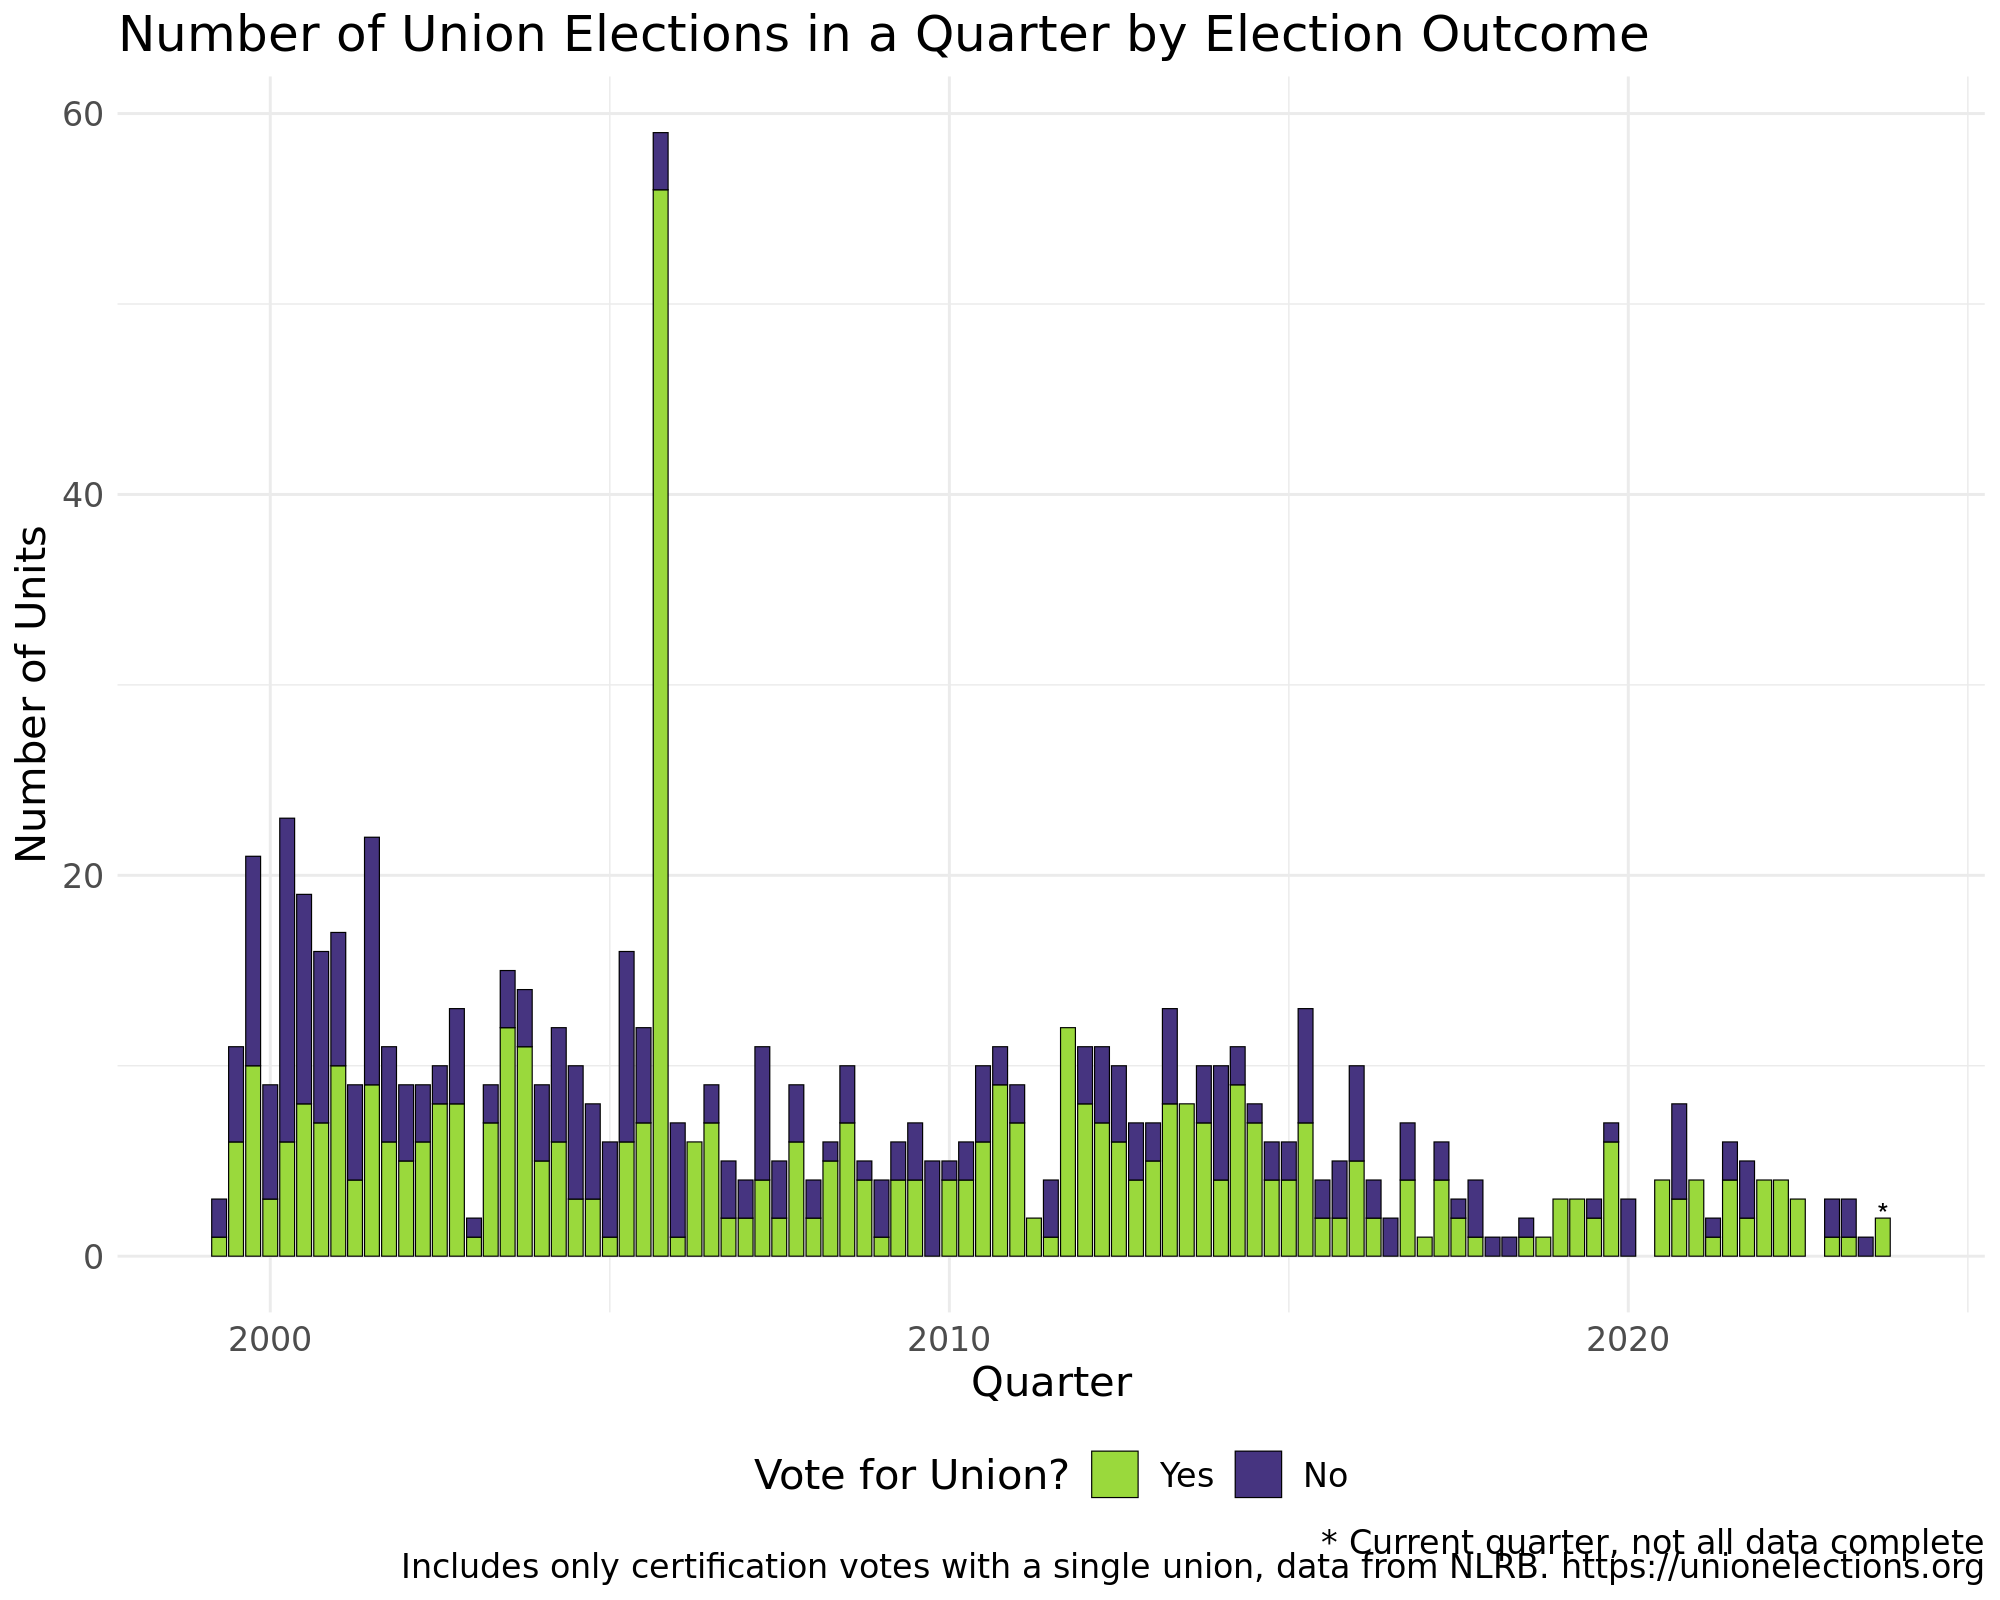 Number of Union Elections in a Quarter by Election Outcome
60
40
20
0
Number of Units
2000 2010 2020
Quarter
Vote for Union? Yes No
*
* Current quarter, not all data complete
Includes only certification votes with a single union, data from NLRB. https://unionelections.org